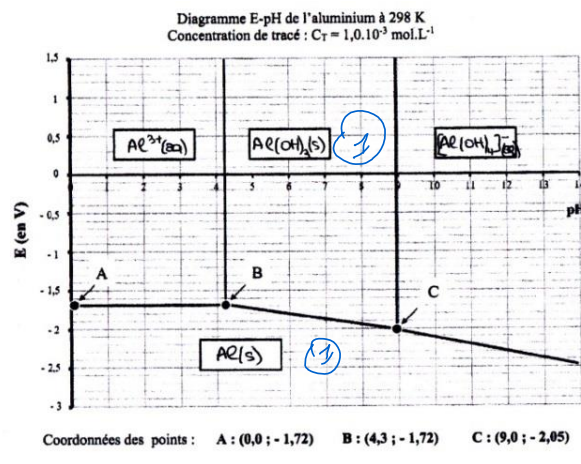 Diagramme E-pH de l'aluminium à 298 K
Concentration de tracé : C_T = 1,0.10⁻³ mol.L⁻¹
1,5
1
0,5
0
- 0,5
- 1
- 1,5
- 2
- 2,5
- 3
E (en V)
Al³⁺(aq)
Al(OH)₃(s)
1
[Al(OH)₄]⁻(aq)
0 1 2 3 4 5 6 7 8 9 10 11 12 13 14
pH
A
B
C
Al(s)
1
Coordonnées des points : A : (0,0 ; - 1,72) B : (4,3 ; - 1,72) C : (9,0 ; - 2,05)